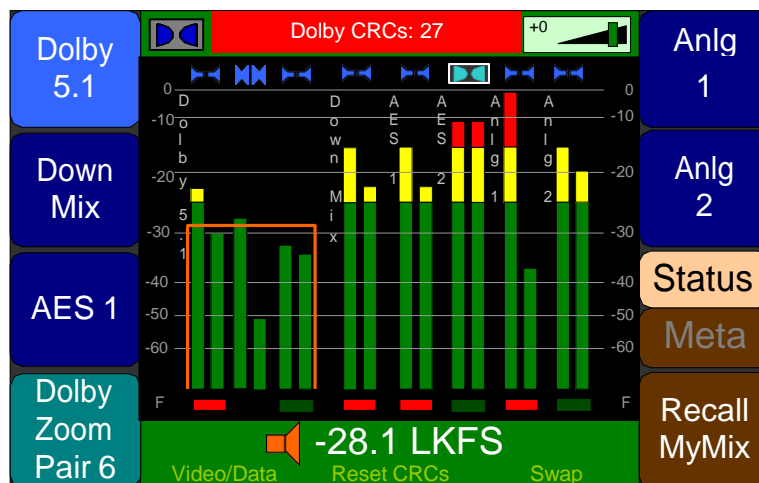 Dolby
5.1
Dolby CRCs: 27
+0
Anlg
1
Down
Mix
Anlg
2
AES 1
Status
Meta
Dolby
Zoom
Pair 6
Recall
MyMix
0
-10
-20
-30
-40
-50
-60
F
Dolby 5.1
Down Mix
AES 1
AES 2
Anlg 1
Anlg 2
0
-10
-20
-30
-40
-50
-60
F
-28.1 LKFS
Video/Data
Reset CRCs
Swap